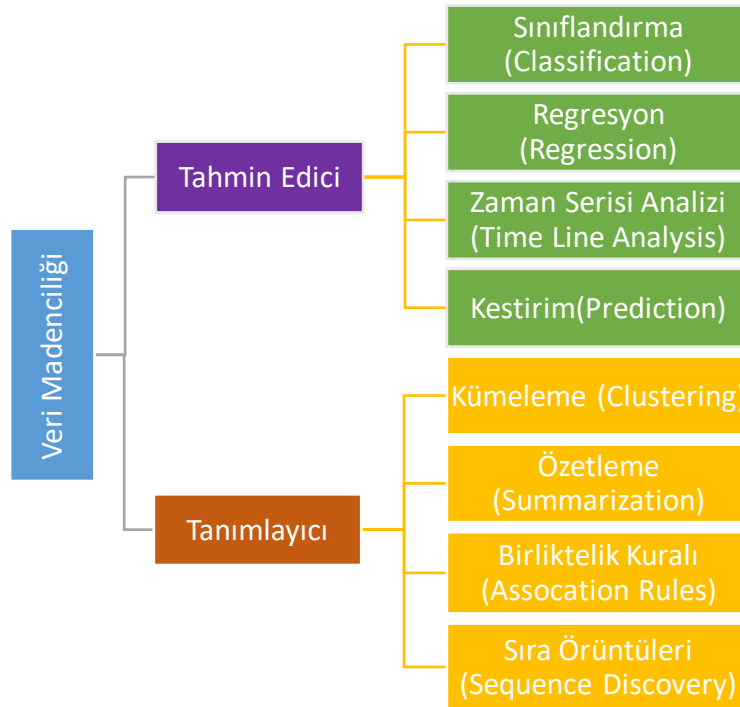 Veri Madenciliği
Tahmin Edici
Sınıflandırma
(Classification)
Regresyon
(Regression)
Zaman Serisi Analizi
(Time Line Analysis)
Kestirim(Prediction)
Tanımlayıcı
Kümeleme (Clustering)
Özetleme
(Summarization)
Birliktelik Kuralı
(Assocation Rules)
Sıra Örüntüleri
(Sequence Discovery)